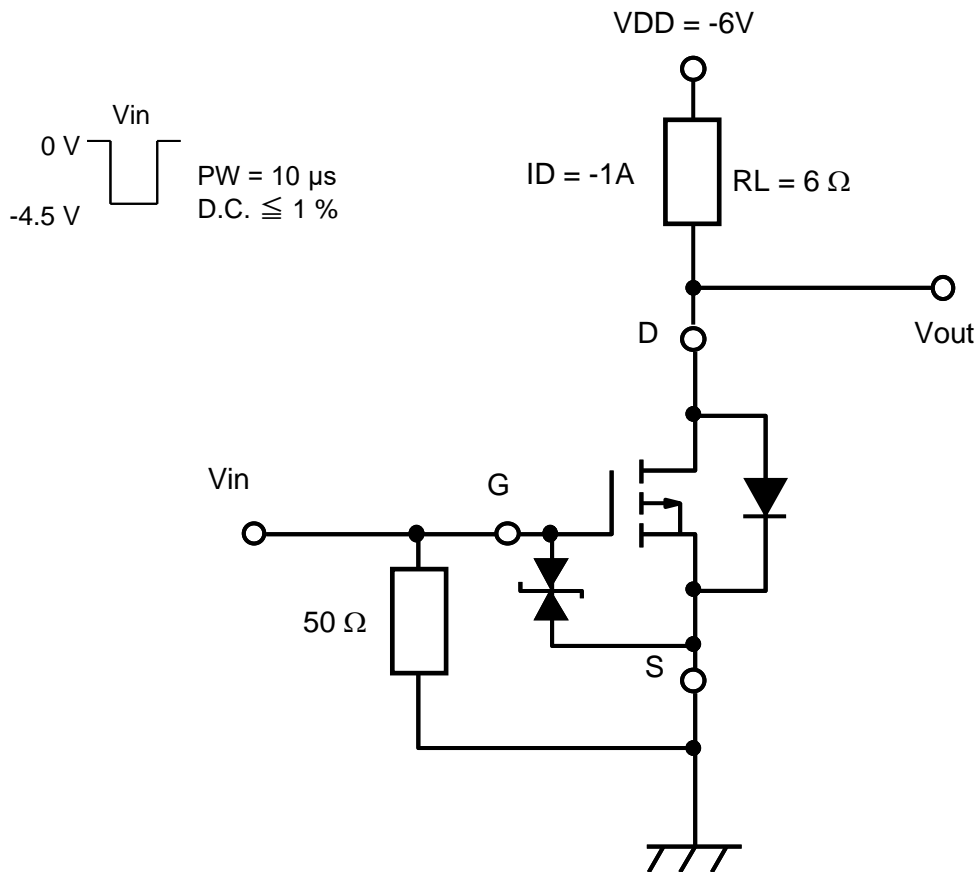 VDD = -6V
Vin
0 V
PW = 10 µs
-4.5 V
D.C. ≦ 1 %
ID = -1A
RL = 6 Ω
D
Vout
Vin
G
50 Ω
S